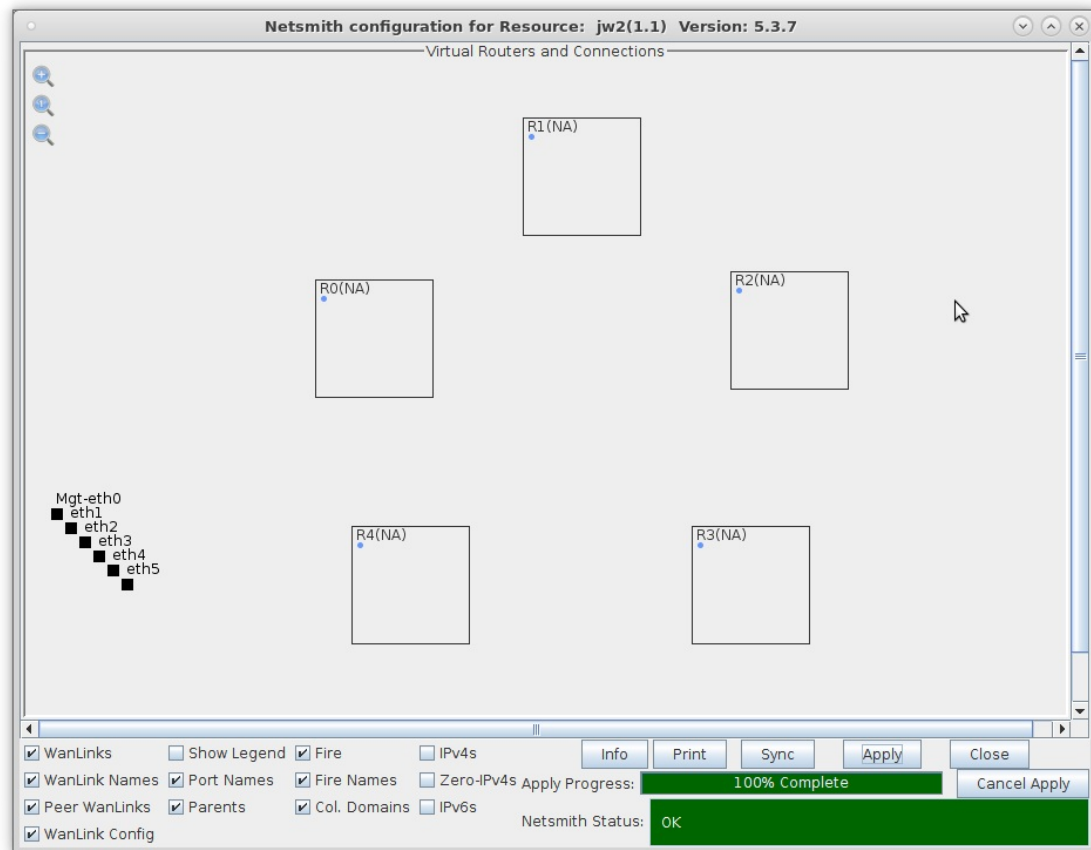 Netsmith configuration for Resource: jw2(1.1) Version: 5.3.7
Virtual Routers and Connections
R1(NA)
R0(NA)
R2(NA)
Mgt-eth0
eth1
eth2
eth3
eth4
eth5
R4(NA)
R3(NA)
WanLinks Show Legend Fire IPv4s Info Print Sync Apply Close
WanLink Names Port Names Fire Names Zero-IPv4s Apply Progress: 100% Complete Cancel Apply
Peer WanLinks Parents Col. Domains IPv6s Netsmith Status: OK
WanLink Config